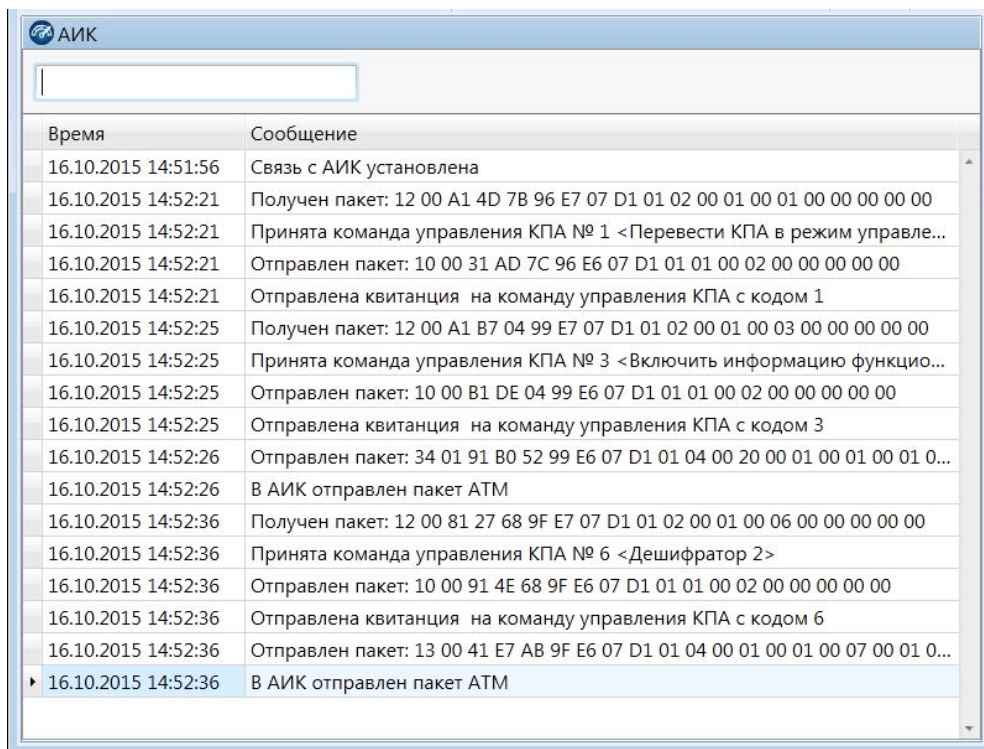 АИК
Время Сообщение
16.10.2015 14:51:56 Связь с АИК установлена
16.10.2015 14:52:21 Получен пакет: 12 00 A1 4D 7B 96 E7 07 D1 01 02 00 01 00 01 00 00 00 00 00
16.10.2015 14:52:21 Принята команда управления КПА № 1 <Перевести КПА в режим управле...
16.10.2015 14:52:21 Отправлен пакет: 10 00 31 AD 7C 96 E6 07 D1 01 01 00 02 00 00 00 00 00
16.10.2015 14:52:21 Отправлена квитанция  на команду управления КПА с кодом 1
16.10.2015 14:52:25 Получен пакет: 12 00 A1 B7 04 99 E7 07 D1 01 02 00 01 00 03 00 00 00 00 00
16.10.2015 14:52:25 Принята команда управления КПА № 3 <Включить информацию функцио...
16.10.2015 14:52:25 Отправлен пакет: 10 00 B1 DE 04 99 E6 07 D1 01 01 00 02 00 00 00 00 00
16.10.2015 14:52:25 Отправлена квитанция  на команду управления КПА с кодом 3
16.10.2015 14:52:26 Отправлен пакет: 34 01 91 B0 52 99 E6 07 D1 01 04 00 20 00 01 00 01 00 01 0...
16.10.2015 14:52:26 В АИК отправлен пакет АТМ
16.10.2015 14:52:36 Получен пакет: 12 00 81 27 68 9F E7 07 D1 01 02 00 01 00 06 00 00 00 00 00
16.10.2015 14:52:36 Принята команда управления КПА № 6 <Дешифратор 2>
16.10.2015 14:52:36 Отправлен пакет: 10 00 91 4E 68 9F E6 07 D1 01 01 00 02 00 00 00 00 00
16.10.2015 14:52:36 Отправлена квитанция  на команду управления КПА с кодом 6
16.10.2015 14:52:36 Отправлен пакет: 13 00 41 E7 AB 9F E6 07 D1 01 04 00 01 00 01 00 07 00 01 0...
16.10.2015 14:52:36 В АИК отправлен пакет АТМ